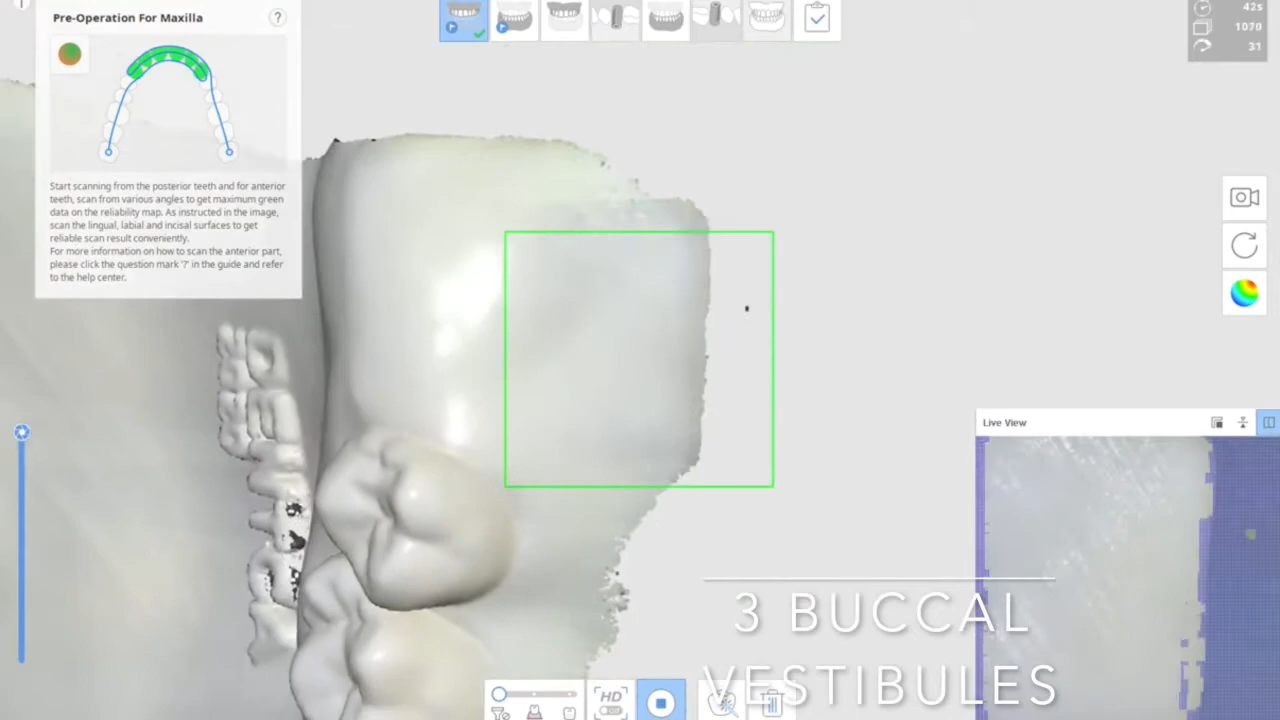 Pre-Operation For Maxilla
?
Start scanning from the posterior teeth and for anterior
teeth, scan from various angles to get maximum green
data on the reliability map. As instructed in the image,
scan the lingual, labial and incisal surfaces to get
reliable scan result conveniently.
For more information on how to scan the anterior part,
please click the question mark '?' in the guide and refer
to the help center.
42s
1079
31
Live View
3 BUCCAL
VESTIBULES
HD
Off